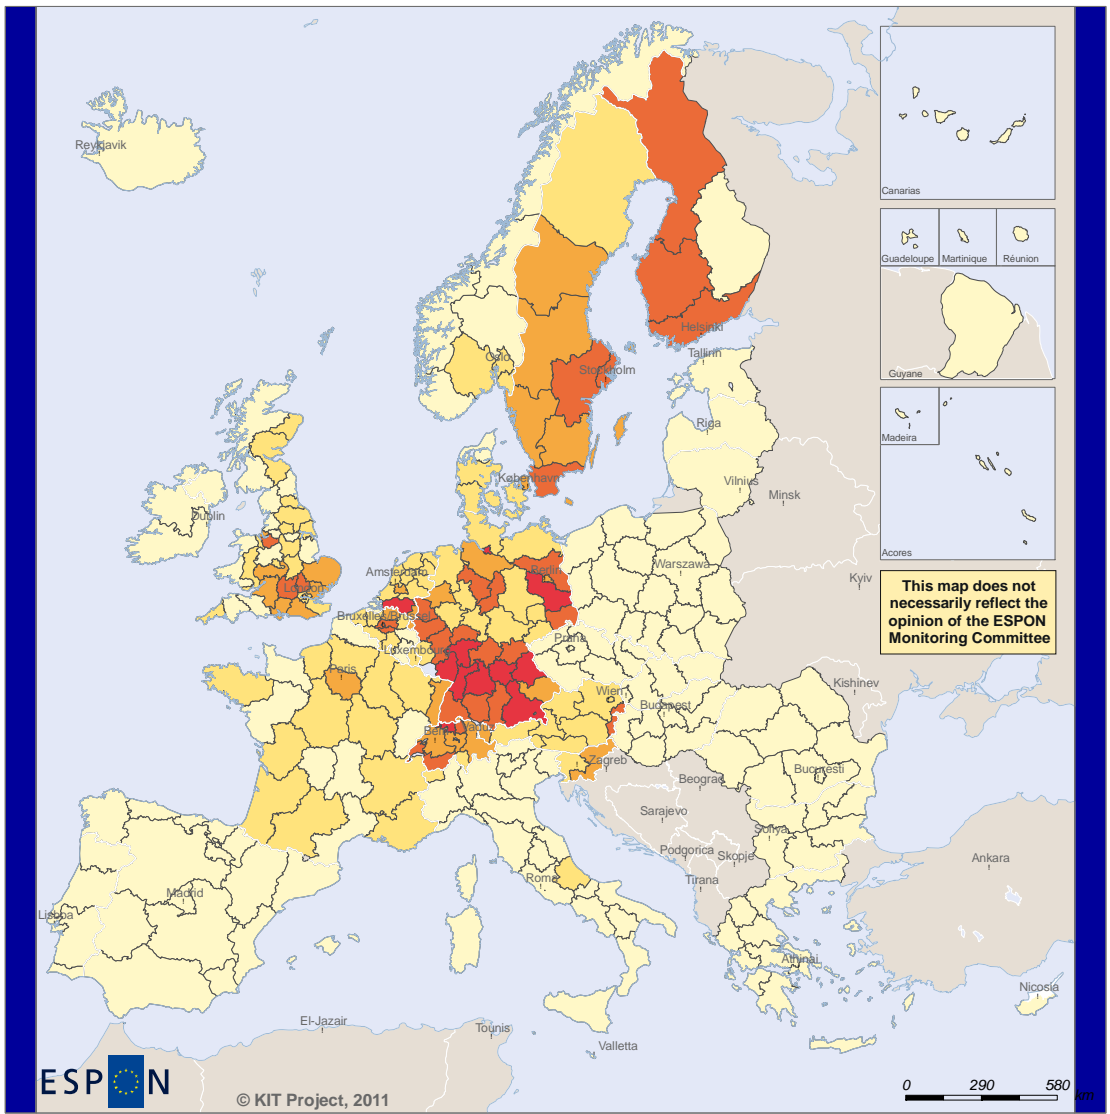 Reykjavik
Canarias
Guadeloupe
Martinique
Réunion
Guyane
Madeira
Acores
Oslo
Helsinki
Tallinn
Stockholm
Riga
København
Vilnius
Minsk
Dublin
Amsterdam
Berlin
Warszawa
London
Kyiv
This map does not
necessarily reflect the
opinion of the ESPON
Monitoring Committee
Bruxelles/Brussel
Praha
Luxembourg
Paris
Kishinev
Wien
Budapest
Bern
Vaduz
Zagreb
Bucuresti
Beograd
Sarajevo
Sofiya
Podgorica
Skopje
Ankara
Roma
Tirana
Madrid
Lisboa
Athinai
Nicosia
El-Jazair
Tounis
Valletta
ESPON
© KIT Project, 2011
0 290 580
km